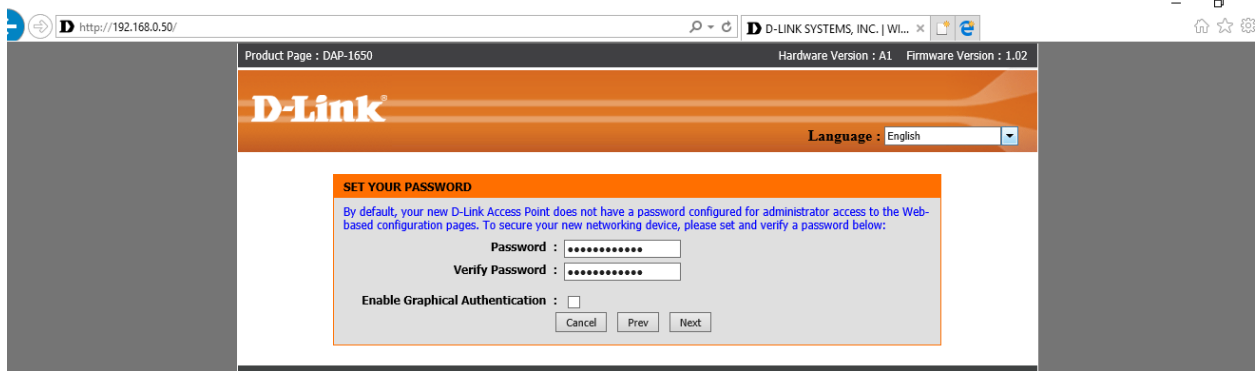 http://192.168.0.50/
D-LINK SYSTEMS, INC. | WI...
Product Page : DAP-1650
Hardware Version : A1 Firmware Version : 1.02
D-Link®
Language : English
SET YOUR PASSWORD
By default, your new D-Link Access Point does not have a password configured for administrator access to the Web-
based configuration pages. To secure your new networking device, please set and verify a password below:
Password : ••••••••••••
Verify Password : ••••••••••••
Enable Graphical Authentication :
Cancel Prev Next